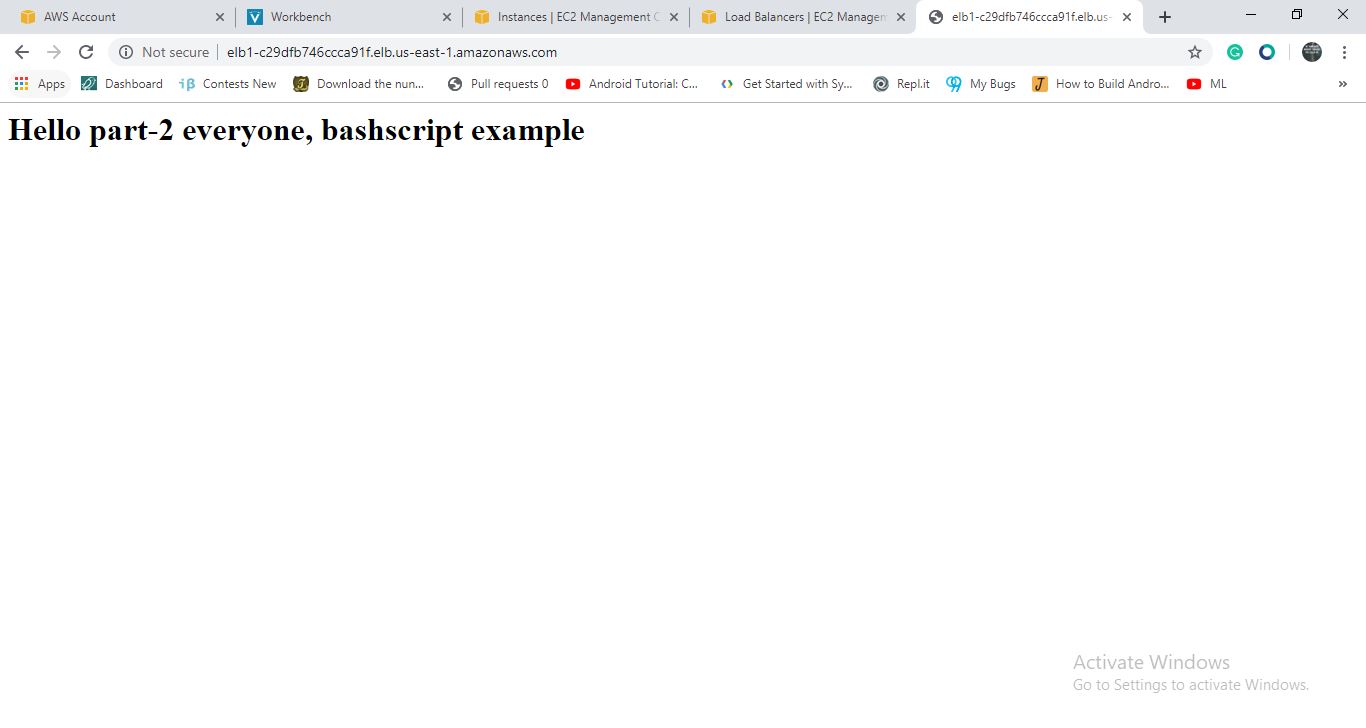 AWS Account
Workbench
Instances | EC2 Management C
Load Balancers | EC2 Managem
elb1-c29dfb746ccca91f.elb.us-
Not secure
elb1-c29dfb746ccca91f.elb.us-east-1.amazonaws.com
Apps
Dashboard
iβ Contests New
Download the nun...
Pull requests 0
Android Tutorial: C...
Get Started with Sy...
Repl.it
My Bugs
How to Build Andro...
ML
»
Hello part-2 everyone, bashscript example
Activate Windows
Go to Settings to activate Windows.